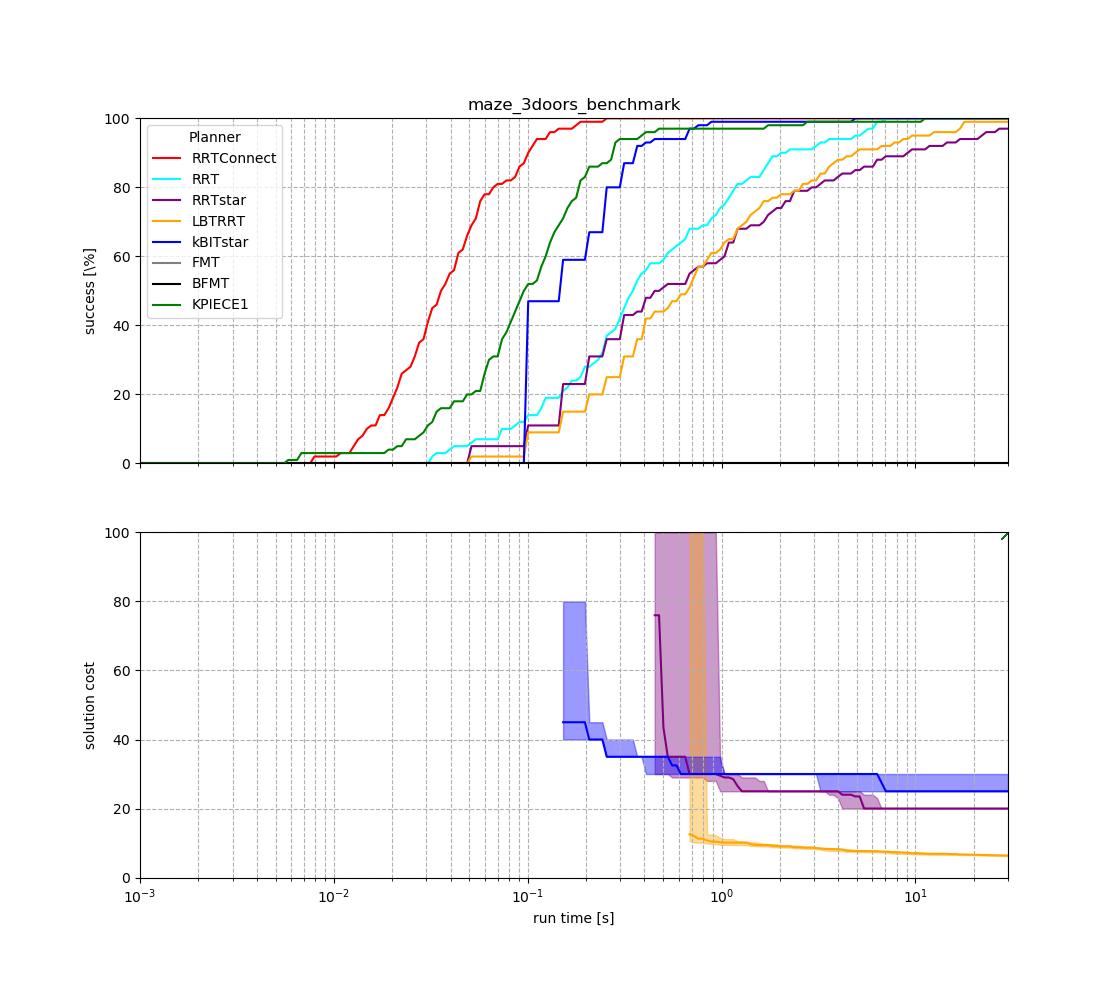 maze_3doors_benchmark
100
80
60
40
20
0
success [\%]
Planner
RRTConnect
RRT
RRTstar
LBTRRT
kBITstar
FMT
BFMT
KPIECE1
100
80
60
40
20
0
solution cost
10⁻³ 10⁻² 10⁻¹ 10⁰ 10¹
run time [s]